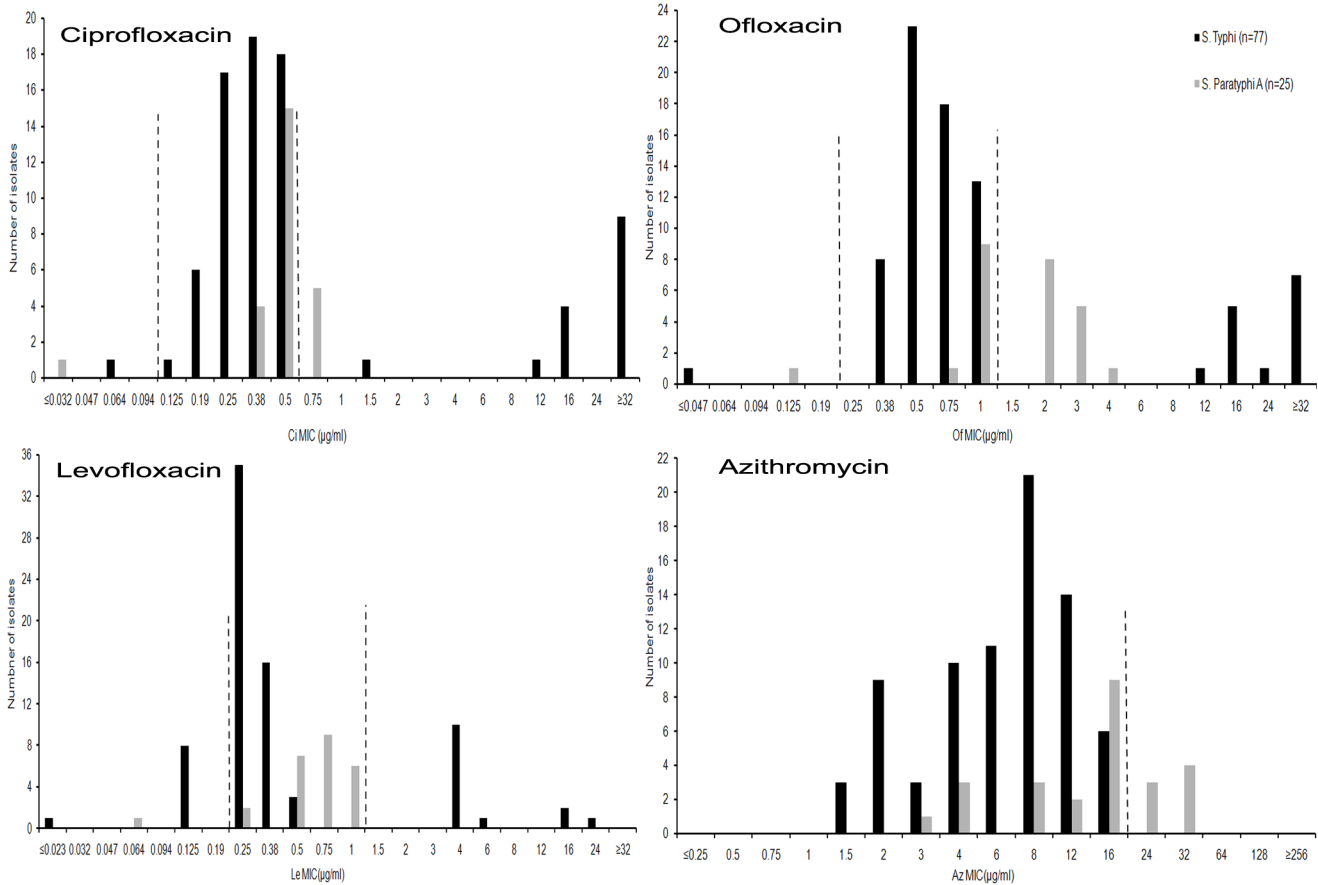 Ciprofloxacin
Number of isolates
20
18
16
14
12
10
8
6
4
2
0
≤0.032 0.047 0.064 0.094 0.125 0.19 0.25 0.38 0.5 0.75 1 1.5 2 3 4 6 8 12 16 24 ≥32
Ci MIC (µg/ml)
Ofloxacin
S. Typhi (n=77)
S. Paratyphi A (n=25)
Number of isolates
24
22
20
18
16
14
12
10
8
6
4
2
0
≤0.047 0.064 0.094 0.125 0.19 0.25 0.38 0.5 0.75 1 1.5 2 3 4 6 8 12 16 24 ≥32
Of MIC(µg/ml)
Levofloxacin
Numbner of isolates
36
32
28
24
20
16
12
8
4
0
≤0.023 0.032 0.047 0.064 0.094 0.125 0.19 0.25 0.38 0.5 0.75 1 1.5 2 3 4 6 8 12 16 24 ≥32
Le MIC(µg/ml)
Azithromycin
Number of isolates
22
20
18
16
14
12
10
8
6
4
2
0
≤0.25 0.5 0.75 1 1.5 2 3 4 6 8 12 16 24 32 64 128 ≥256
Az MIC(µg/ml)